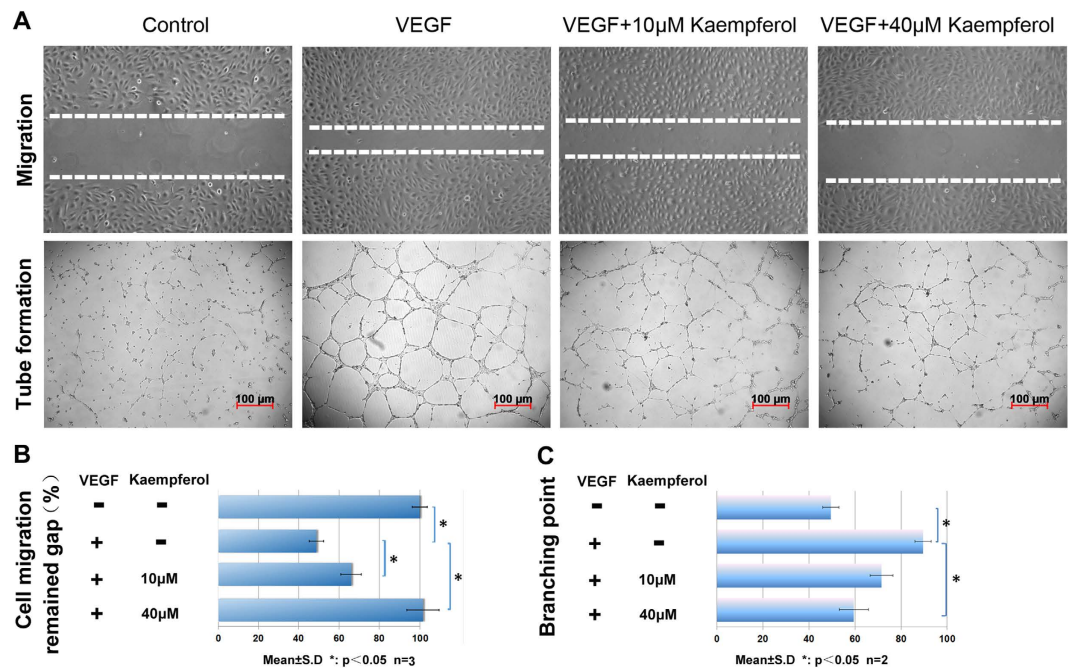 A
Control
VEGF
VEGF+10μM Kaempferol
VEGF+40μM Kaempferol
Migration
Tube formation
100 μm
100 μm
100 μm
100 μm
B
VEGF Kaempferol
Cell migration
remained gap (%)
- -
+ -
+ 10μM
+ 40μM
*
*
*
0 20 40 60 80 100
Mean±S.D *: p<0.05 n=3
C
VEGF Kaempferol
Branching point
- -
+ -
+ 10μM
+ 40μM
*
*
0 20 40 60 80 100
Mean±S.D *: p<0.05 n=2